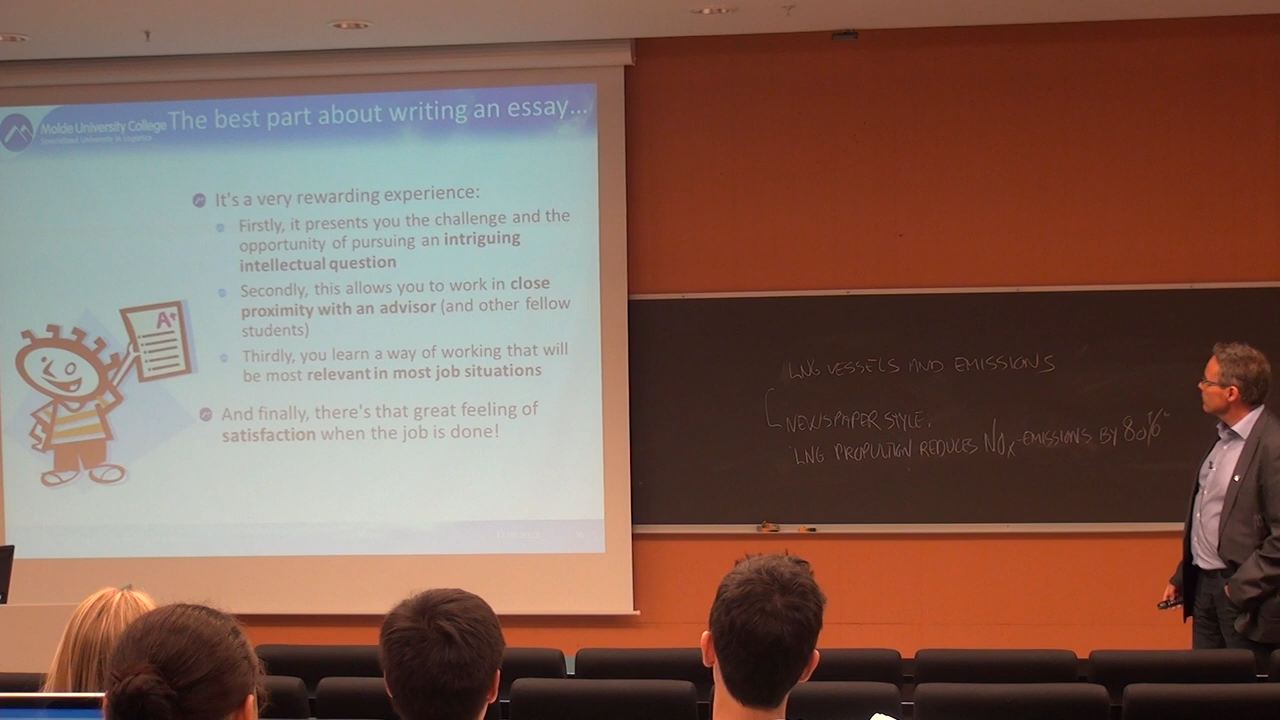 Molde University College
Specialized University in Logistics
The best part about writing an essay...
It's a very rewarding experience:
Firstly, it presents you the challenge and the
opportunity of pursuing an intriguing
intellectual question
Secondly, this allows you to work in close
proximity with an advisor (and other fellow
students)
Thirdly, you learn a way of working that will
be most relevant in most job situations
And finally, there's that great feeling of
satisfaction when the job is done!
A+
LNG VESSELS AND EMISSIONS
NEWSPAPER STYLE.
"LNG PROPULTION REDUCES NOx-EMISSIONS BY 80%"